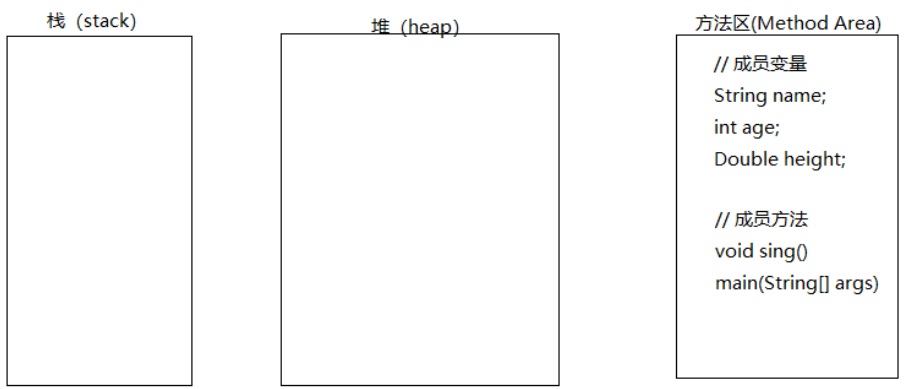 栈（stack）
堆（heap）
方法区(Method Area)
// 成员变量
String name;
int age;
Double height;
// 成员方法
void sing()
main(String[] args)